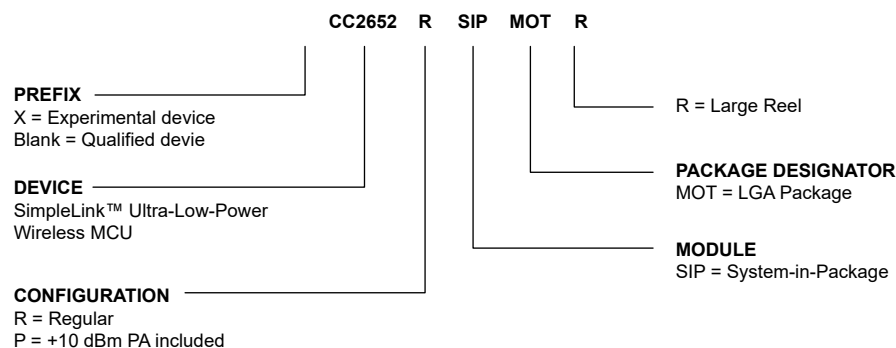 CC2652 R SIP MOT R
PREFIX
X = Experimental device
Blank = Qualified devie
DEVICE
SimpleLink™ Ultra-Low-Power
Wireless MCU
CONFIGURATION
R = Regular
P = +10 dBm PA included
R = Large Reel
PACKAGE DESIGNATOR
MOT = LGA Package
MODULE
SIP = System-in-Package